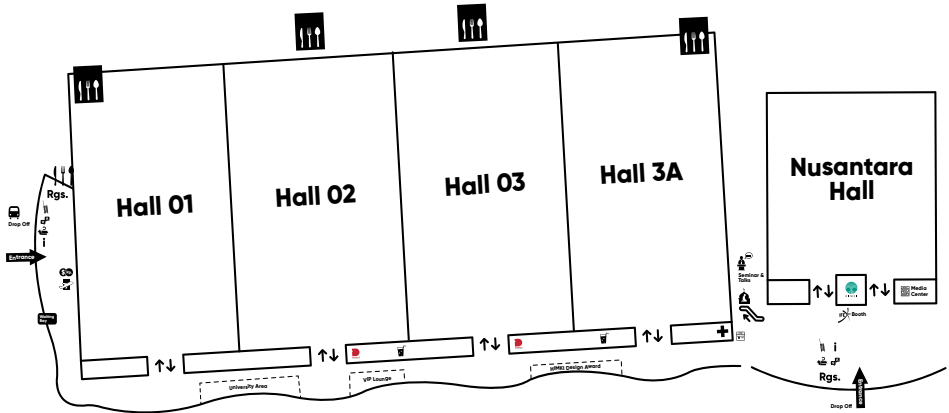 Hall 01
Hall 02
Hall 03
Hall 3A
Nusantara
Hall
Rgs.
Drop Off
Entrance
Seminar &
Talks
Media
Center
Booth
University Area
VIP Lounge
HIMKI Design Award
Rgs.
Entrance
Drop Off